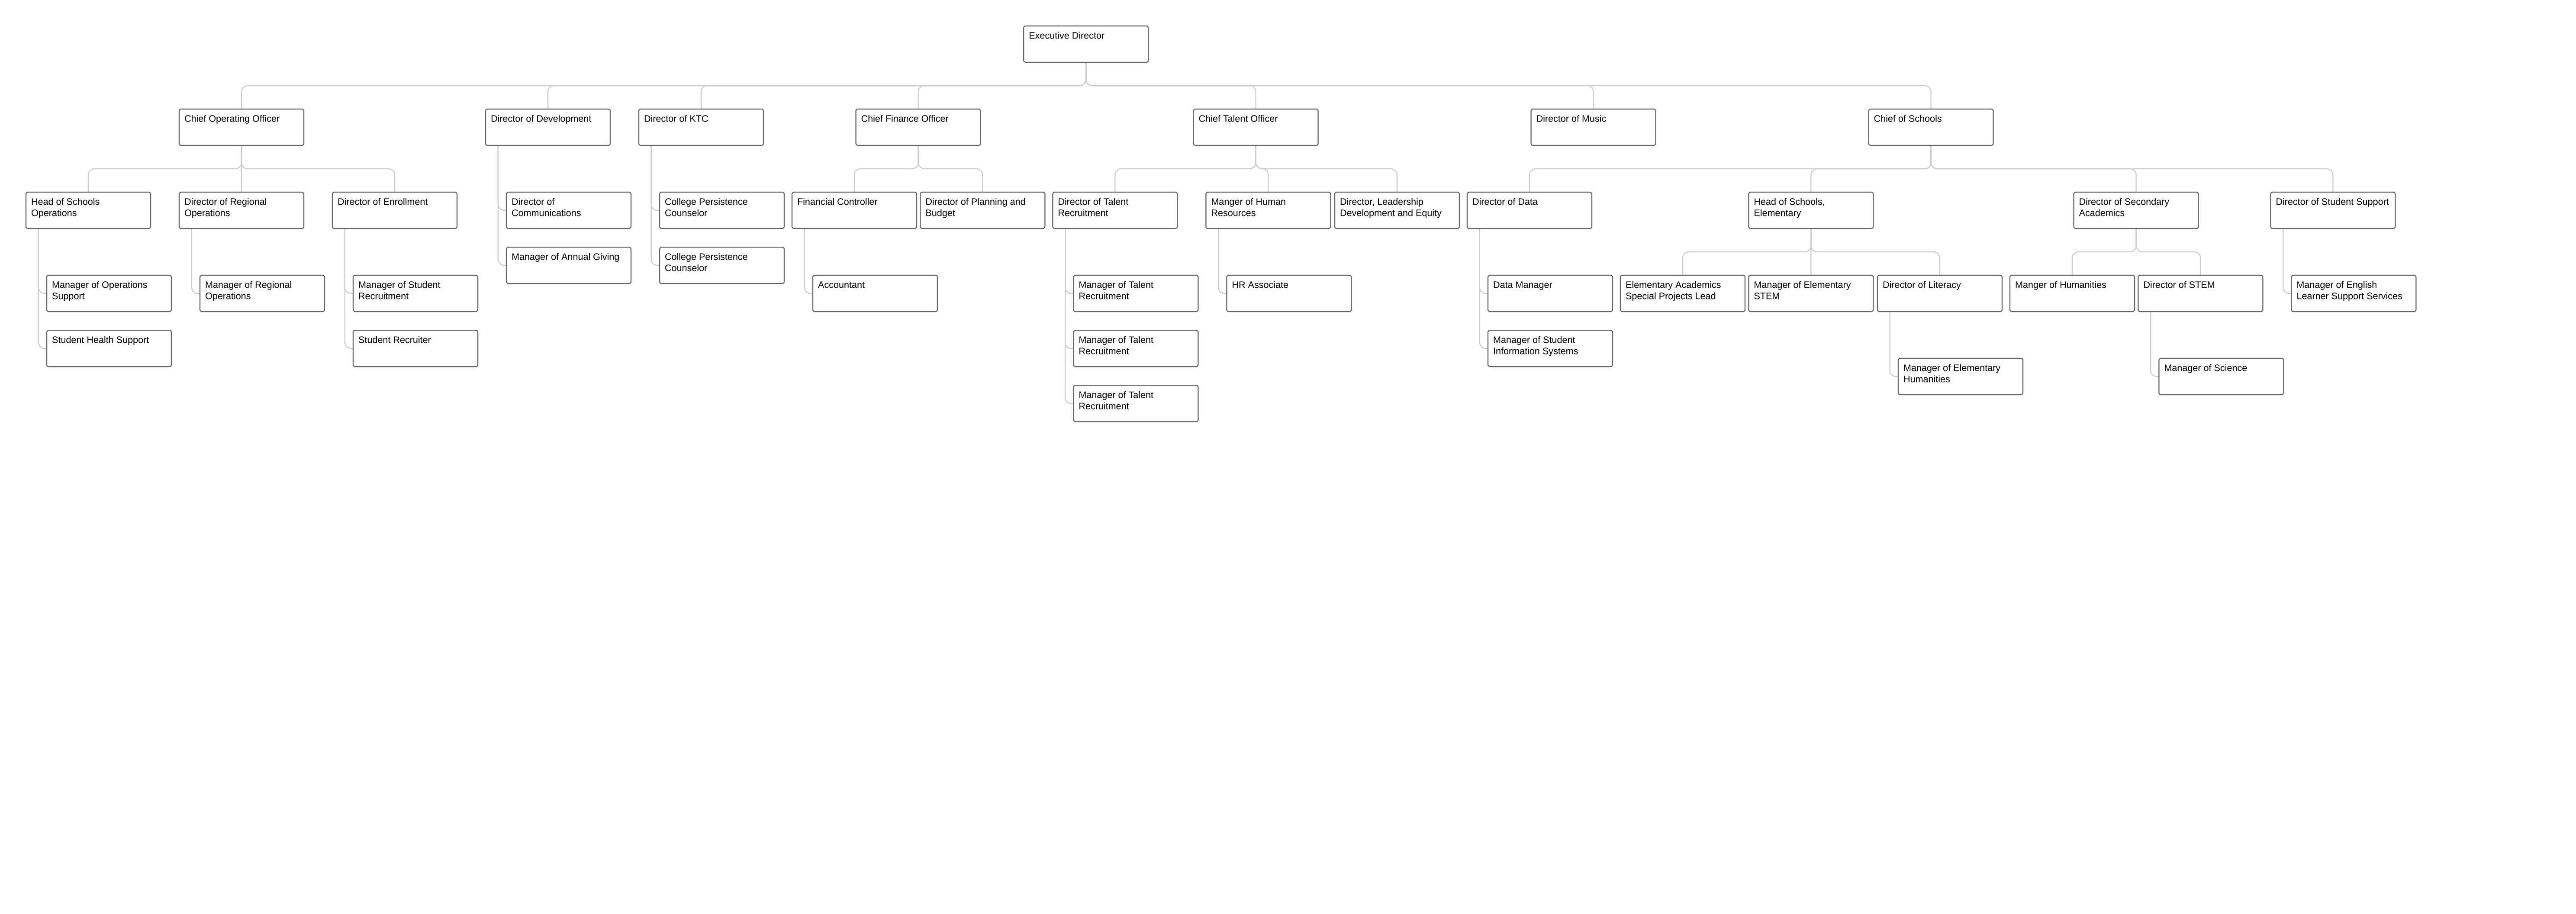 Executive Director
Chief Operating Officer
Director of Development
Director of KTC
Chief Finance Officer
Chief Talent Officer
Director of Music
Chief of Schools
Head of Schools
Operations
Director of Regional
Operations
Director of Enrollment
Director of
Communications
College Persistence
Counselor
Financial Controller
Director of Planning and
Budget
Director of Talent
Recruitment
Manger of Human
Resources
Director, Leadership
Development and Equity
Director of Data
Head of Schools,
Elementary
Director of Secondary
Academics
Director of Student Support
Manager of Annual Giving
College Persistence
Counselor
Manager of Operations
Support
Manager of Regional
Operations
Manager of Student
Recruitment
Accountant
Manager of Talent
Recruitment
HR Associate
Data Manager
Elementary Academics
Special Projects Lead
Manager of Elementary
STEM
Director of Literacy
Manger of Humanities
Director of STEM
Manager of English
Learner Support Services
Student Health Support
Student Recruiter
Manager of Talent
Recruitment
Manager of Student
Information Systems
Manager of Elementary
Humanities
Manager of Science
Manager of Talent
Recruitment